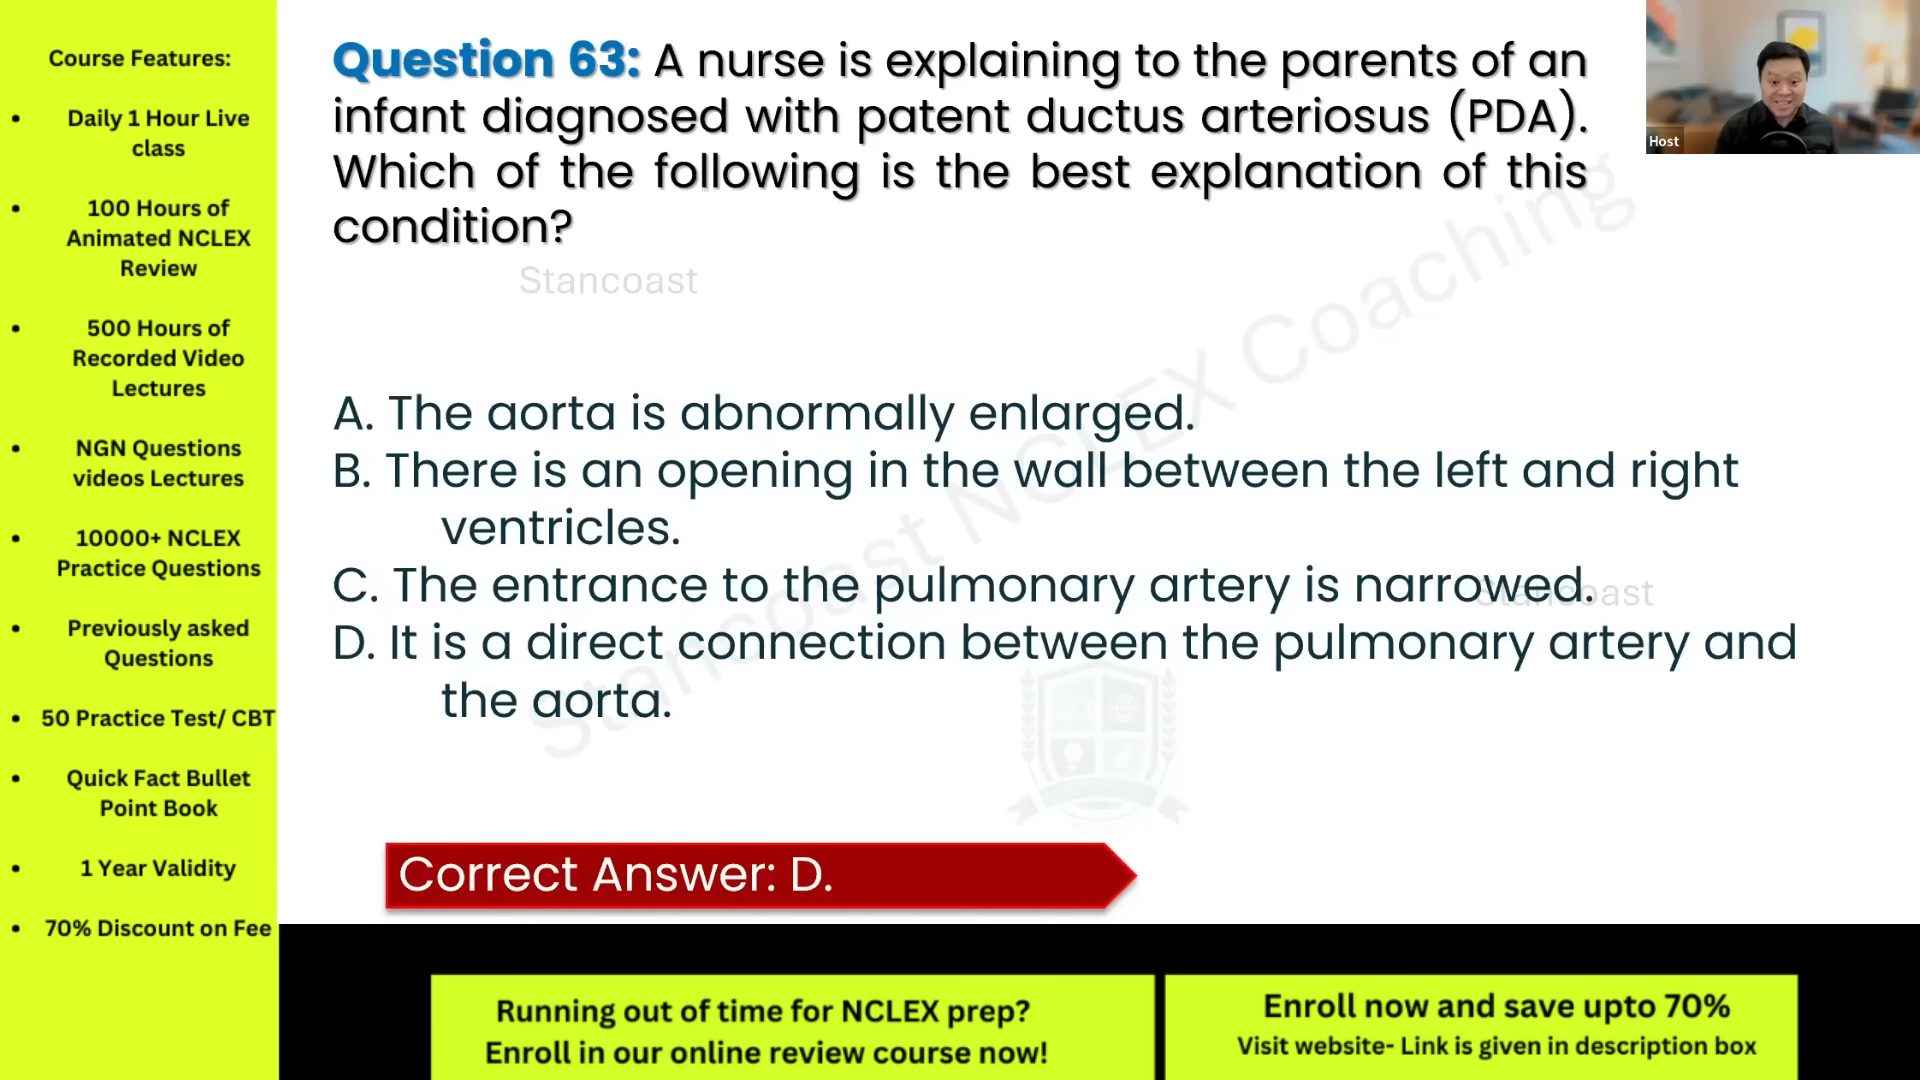 Course Features:
• Daily 1 Hour Live
class
• 100 Hours of
Animated NCLEX
Review
• 500 Hours of
Recorded Video
Lectures
• NGN Questions
videos Lectures
• 10000+ NCLEX
Practice Questions
• Previously asked
Questions
• 50 Practice Test/ CBT
• Quick Fact Bullet
Point Book
• 1 Year Validity
• 70% Discount on Fee
Question 63: A nurse is explaining to the parents of an
infant diagnosed with patent ductus arteriosus (PDA).
Which of the following is the best explanation of this
condition?
Stancoast
A. The aorta is abnormally enlarged.
B. There is an opening in the wall between the left and right
ventricles.
C. The entrance to the pulmonary artery is narrowed.
Stancoast
D. It is a direct connection between the pulmonary artery and
the aorta.
Stancoast NCLEX Coaching
Correct Answer: D.
Host
Running out of time for NCLEX prep?
Enroll in our online review course now!
Enroll now and save upto 70%
Visit website- Link is given in description box